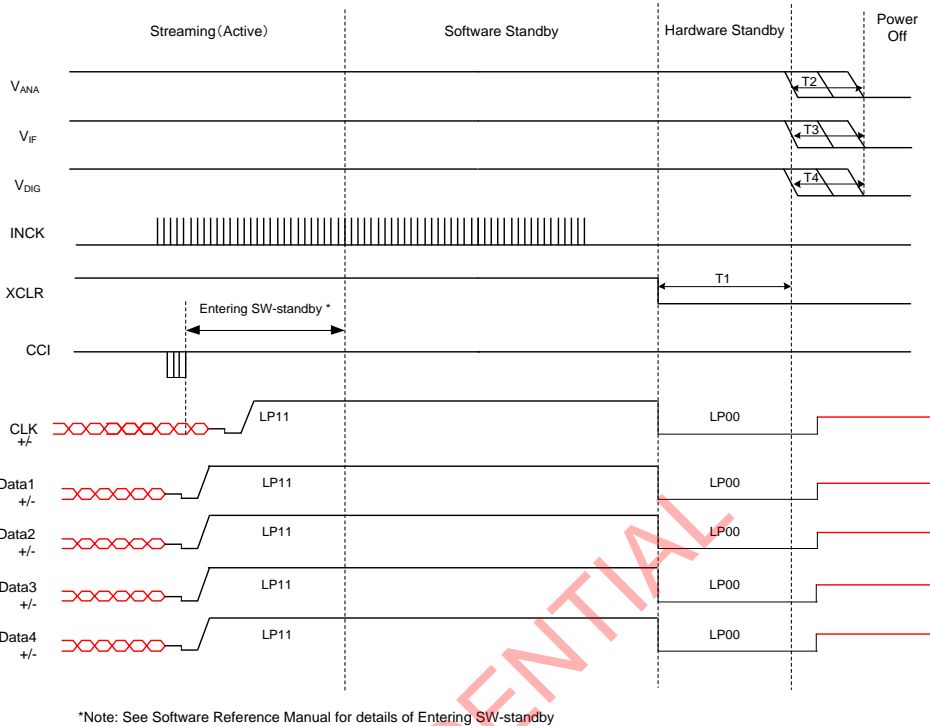 Streaming（Active）
Software Standby
Hardware Standby
Power
Off
VANA
T2
VIF
T3
VDIG
T4
INCK
XCLR
T1
Entering SW-standby *
CCI
CLK
+/-
LP11
LP00
Data1
+/-
LP11
LP00
Data2
+/-
LP11
LP00
Data3
+/-
LP11
LP00
Data4
+/-
LP11
LP00
ENTIAL
*Note: See Software Reference Manual for details of Entering SW-standby